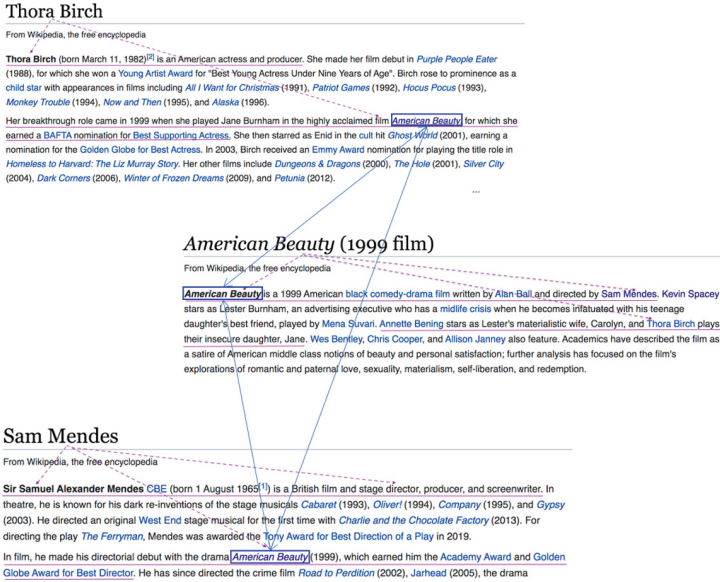 Thora Birch
From Wikipedia, the free encyclopedia
Thora Birch (born March 11, 1982)[2] is an American actress and producer. She made her film debut in Purple People Eater
(1988), for which she won a Young Artist Award for "Best Young Actress Under Nine Years of Age". Birch rose to prominence as a
child star with appearances in films including All I Want for Christmas (1991), Patriot Games (1992), Hocus Pocus (1993),
Monkey Trouble (1994), Now and Then (1995), and Alaska (1996).
Her breakthrough role came in 1999 when she played Jane Burnham in the highly acclaimed film American Beauty for which she
earned a BAFTA nomination for Best Supporting Actress. She then starred as Enid in the cult hit Ghost World (2001), earning a
nomination for the Golden Globe for Best Actress. In 2003, Birch received an Emmy Award nomination for playing the title role in
Homeless to Harvard: The Liz Murray Story. Her other films include Dungeons & Dragons (2000), The Hole (2001), Silver City
(2004), Dark Corners (2006), Winter of Frozen Dreams (2009), and Petunia (2012).
...
American Beauty (1999 film)
From Wikipedia, the free encyclopedia
American Beauty is a 1999 American black comedy-drama film written by Alan Ball and directed by Sam Mendes. Kevin Spacey
stars as Lester Burnham, an advertising executive who has a midlife crisis when he becomes infatuated with his teenage
daughter's best friend, played by Mena Suvari. Annette Bening stars as Lester's materialistic wife, Carolyn, and Thora Birch plays
their insecure daughter, Jane. Wes Bentley, Chris Cooper, and Allison Janney also feature. Academics have described the film as
a satire of American middle class notions of beauty and personal satisfaction; further analysis has focused on the film's
explorations of romantic and paternal love, sexuality, materialism, self-liberation, and redemption.
Sam Mendes
From Wikipedia, the free encyclopedia
Sir Samuel Alexander Mendes CBE (born 1 August 1965[1]) is a British film and stage director, producer, and screenwriter. In
theatre, he is known for his dark re-inventions of the stage musicals Cabaret (1993), Oliver! (1994), Company (1995), and Gypsy
(2003). He directed an original West End stage musical for the first time with Charlie and the Chocolate Factory (2013). For
directing the play The Ferryman, Mendes was awarded the Tony Award for Best Direction of a Play in 2019.
In film, he made his directorial debut with the drama American Beauty (1999), which earned him the Academy Award and Golden
Globe Award for Best Director. He has since directed the crime film Road to Perdition (2002), Jarhead (2005), the drama